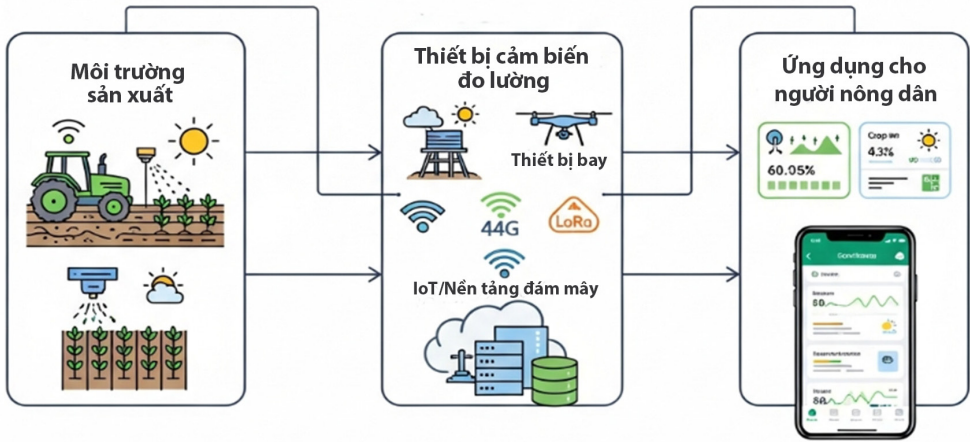 Môi trường
sản xuất
Thiết bị cảm biến
đo lường
Thiết bị bay
44G
LoRa
IoT/Nền tảng đám mây
Ứng dụng cho
người nông dân
60.05%
4.3%